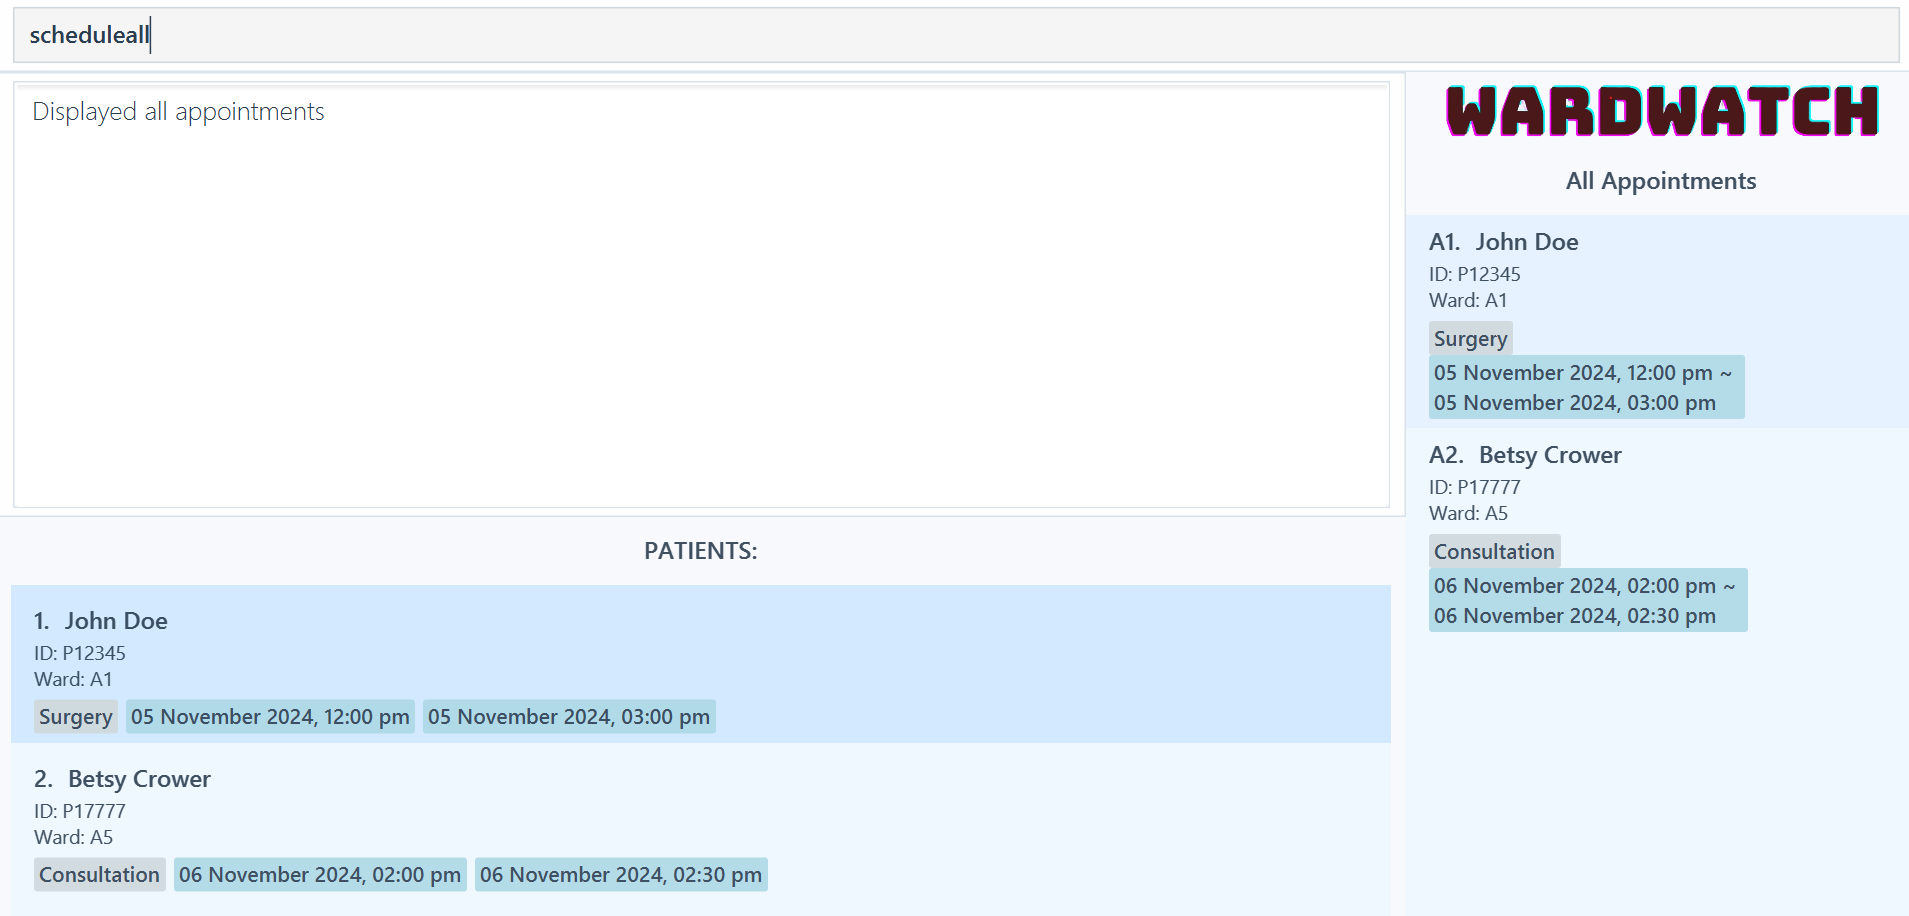 scheduleall
Displayed all appointments
WARDWATCH
All Appointments
A1. John Doe
ID: P12345
Ward: A1
Surgery
05 November 2024, 12:00 pm ~
05 November 2024, 03:00 pm
A2. Betsy Crower
ID: P17777
Ward: A5
Consultation
06 November 2024, 02:00 pm ~
06 November 2024, 02:30 pm
PATIENTS:
1. John Doe
ID: P12345
Ward: A1
Surgery 05 November 2024, 12:00 pm 05 November 2024, 03:00 pm
2. Betsy Crower
ID: P17777
Ward: A5
Consultation 06 November 2024, 02:00 pm 06 November 2024, 02:30 pm